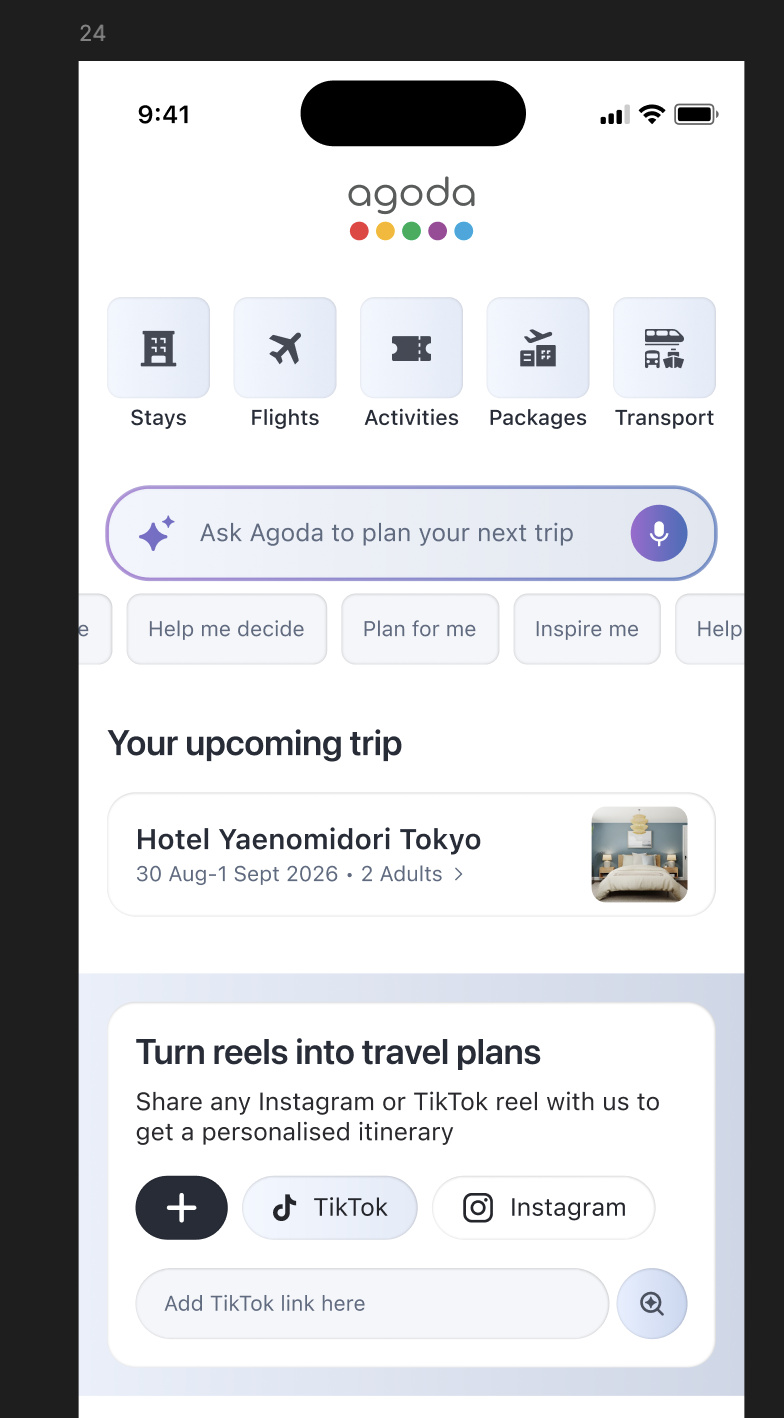 24
9:41
agoda
Stays
Flights
Activities
Packages
Transport
Ask Agoda to plan your next trip
e
Help me decide
Plan for me
Inspire me
Help
Your upcoming trip
Hotel Yaenomidori Tokyo
30 Aug-1 Sept 2026 • 2 Adults >
Turn reels into travel plans
Share any Instagram or TikTok reel with us to
get a personalised itinerary
TikTok
Instagram
Add TikTok link here